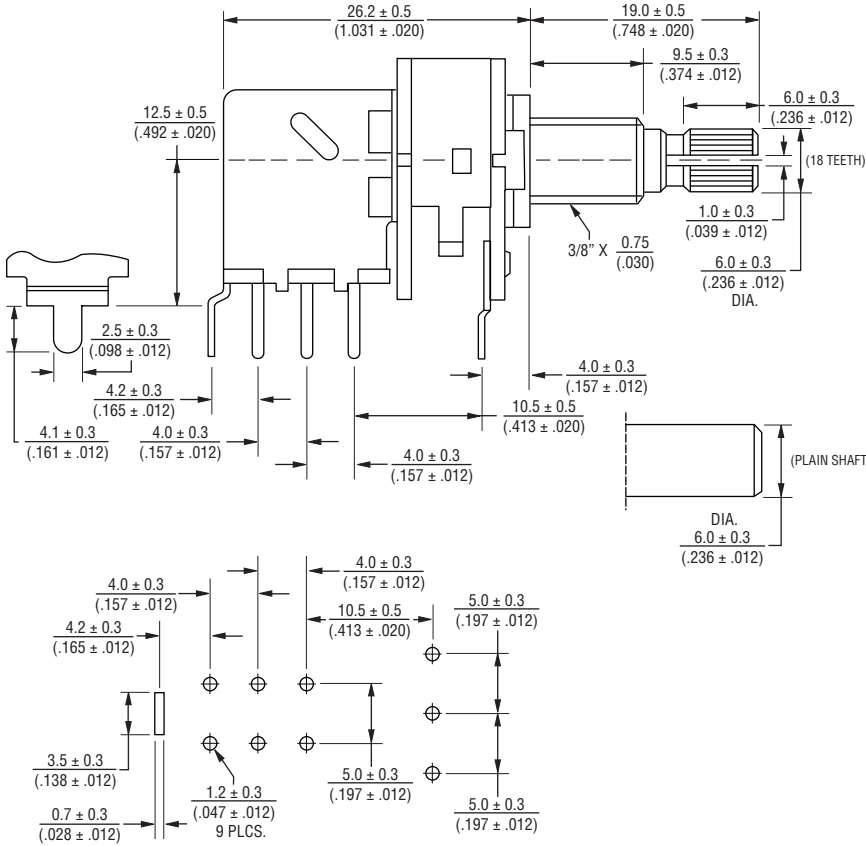 26.2 ± 0.5
(1.031 ± .020)
19.0 ± 0.5
(.748 ± .020)
9.5 ± 0.3
(.374 ± .012)
6.0 ± 0.3
(.236 ± .012)
12.5 ± 0.5
(.492 ± .020)
(18 TEETH)
1.0 ± 0.3
(.039 ± .012)
3/8" X 0.75
(.030)
6.0 ± 0.3
(.236 ± .012)
DIA.
2.5 ± 0.3
(.098 ± .012)
4.2 ± 0.3
(.165 ± .012)
4.0 ± 0.3
(.157 ± .012)
10.5 ± 0.5
(.413 ± .020)
4.1 ± 0.3
(.161 ± .012)
4.0 ± 0.3
(.157 ± .012)
4.0 ± 0.3
(.157 ± .012)
(PLAIN SHAFT
DIA.
6.0 ± 0.3
(.236 ± .012)
4.0 ± 0.3
(.157 ± .012)
4.0 ± 0.3
(.157 ± .012)
10.5 ± 0.5
(.413 ± .020)
5.0 ± 0.3
(.197 ± .012)
4.2 ± 0.3
(.165 ± .012)
3.5 ± 0.3
(.138 ± .012)
5.0 ± 0.3
(.197 ± .012)
1.2 ± 0.3
(.047 ± .012)
9 PLCS.
5.0 ± 0.3
(.197 ± .012)
0.7 ± 0.3
(.028 ± .012)